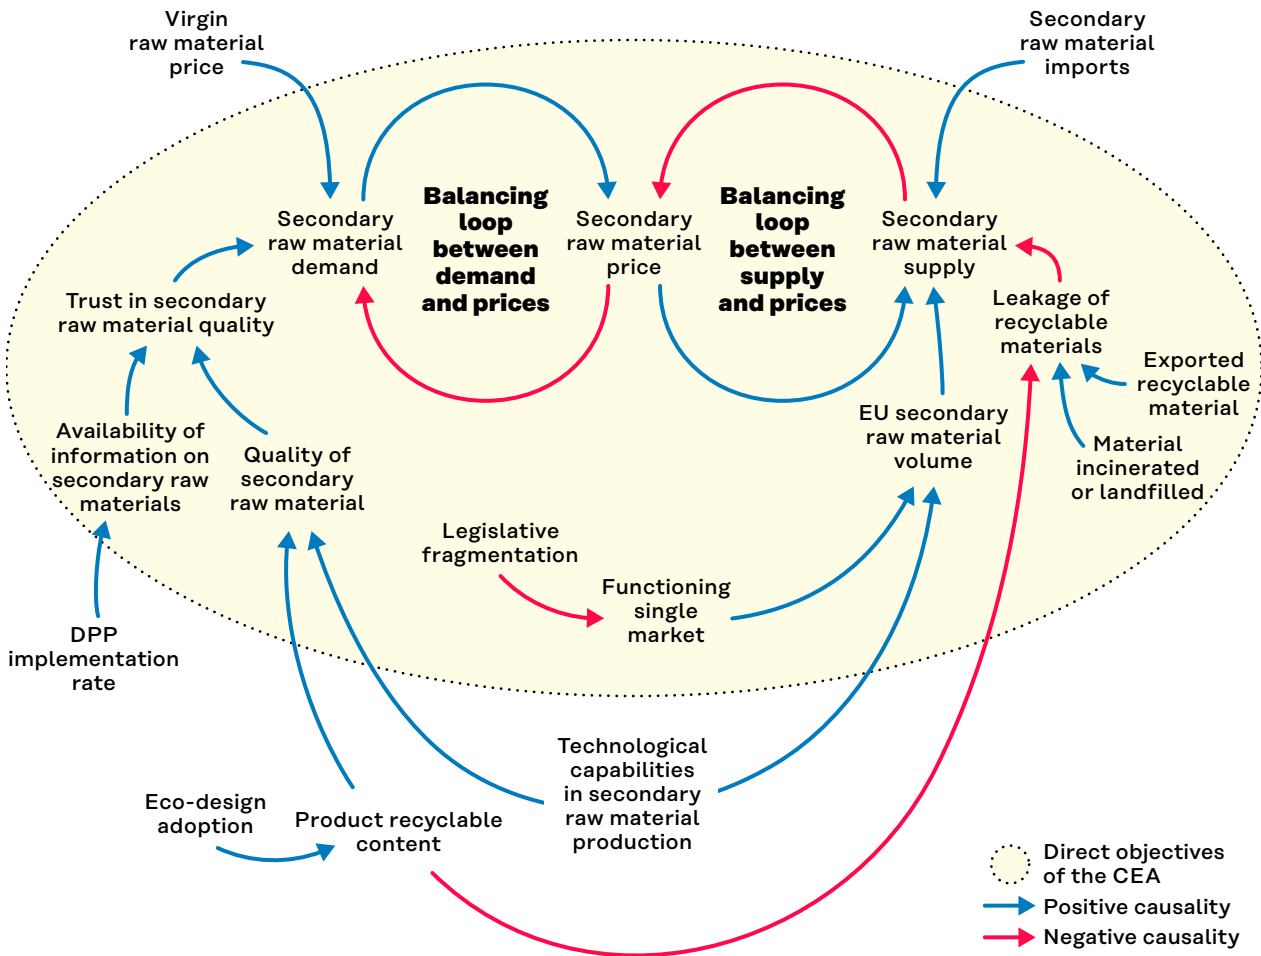 Virgin
raw material
price
Secondary
raw material
imports
Secondary
raw material
demand
Balancing
loop
between
demand
and prices
Secondary
raw material
price
Balancing
loop
between
supply
and prices
Secondary
raw material
supply
Trust in secondary
raw material quality
Leakage of
recyclable
materials
Exported
recyclable
material
Availability of
information on
secondary raw
materials
Quality of
secondary
raw material
EU secondary
raw material
volume
Material
incinerated
or landfilled
Legislative
fragmentation
Functioning
single
market
DPP
implementation
rate
Technological
capabilities
in secondary
raw material
production
Eco-design
adoption
Product recyclable
content
Direct objectives
of the CEA
Positive causality
Negative causality